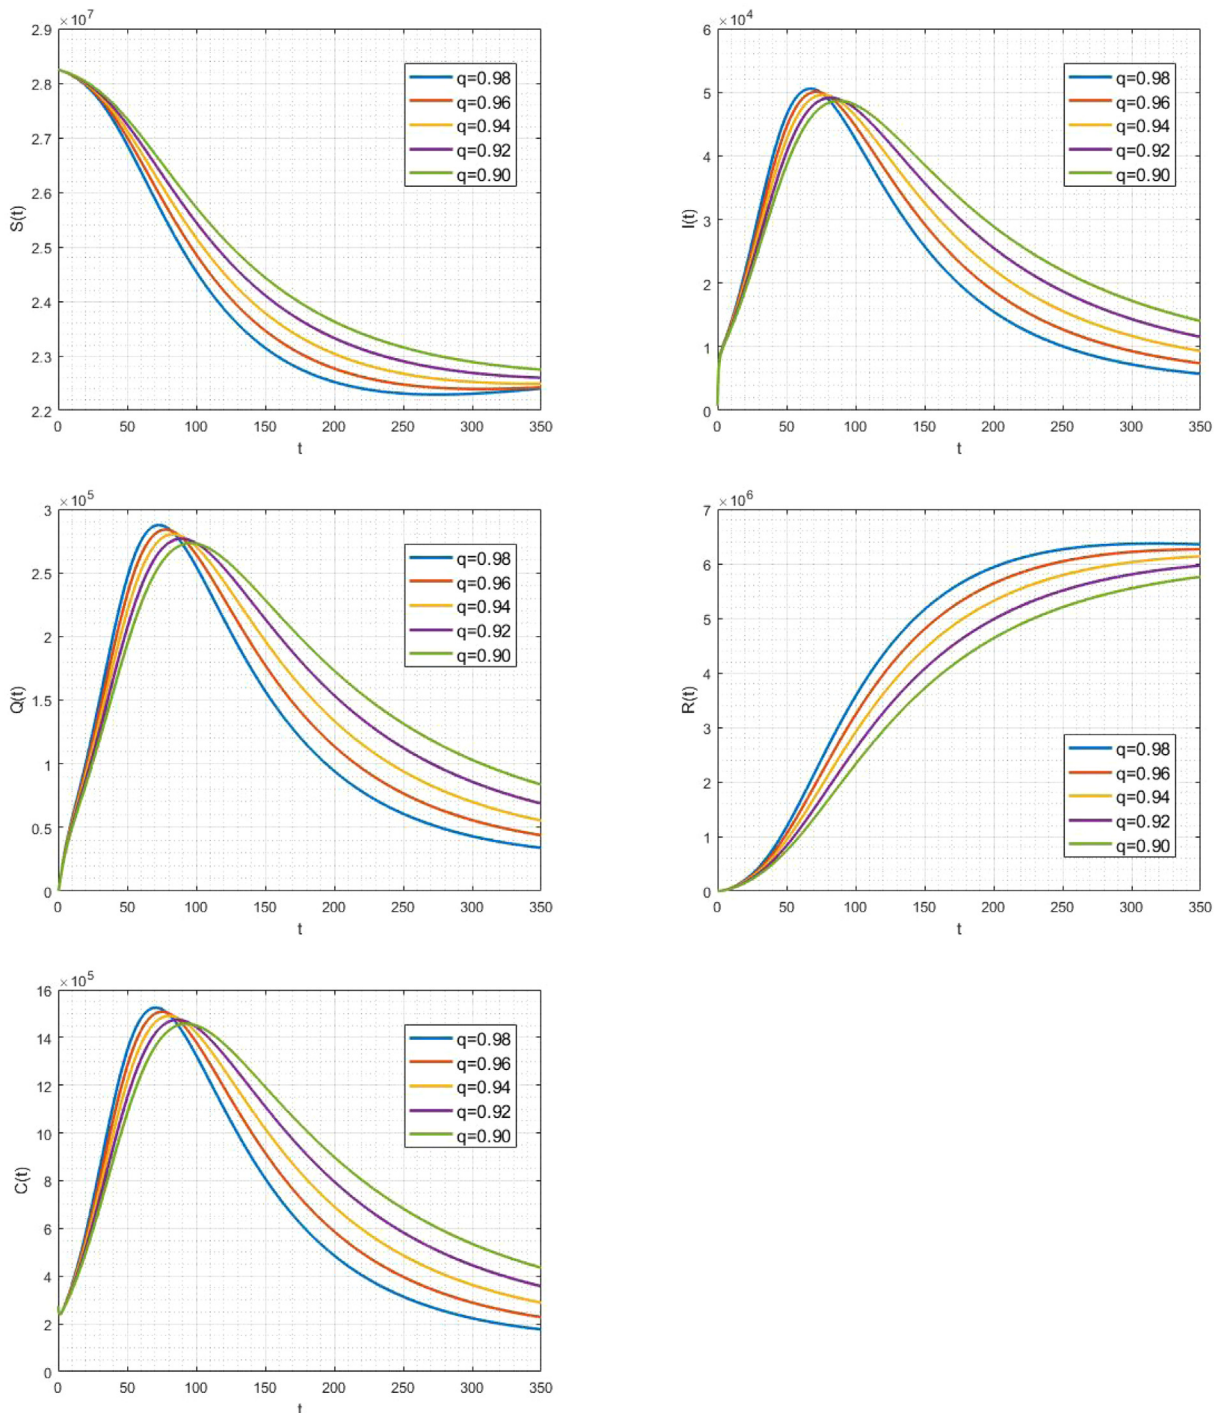 ×10^7
2.9
2.8
2.7
2.6
2.5
2.4
2.3
2.2
S(t)
0 50 100 150 200 250 300 350
t
q=0.98
q=0.96
q=0.94
q=0.92
q=0.90
×10^4
6
5
4
3
2
1
0
I(t)
0 50 100 150 200 250 300 350
t
q=0.98
q=0.96
q=0.94
q=0.92
q=0.90
×10^5
3
2.5
2
1.5
1
0.5
0
Q(t)
0 50 100 150 200 250 300 350
t
q=0.98
q=0.96
q=0.94
q=0.92
q=0.90
×10^6
7
6
5
4
3
2
1
0
R(t)
0 50 100 150 200 250 300 350
t
q=0.98
q=0.96
q=0.94
q=0.92
q=0.90
×10^5
16
14
12
10
8
6
4
2
0
C(t)
0 50 100 150 200 250 300 350
t
q=0.98
q=0.96
q=0.94
q=0.92
q=0.90